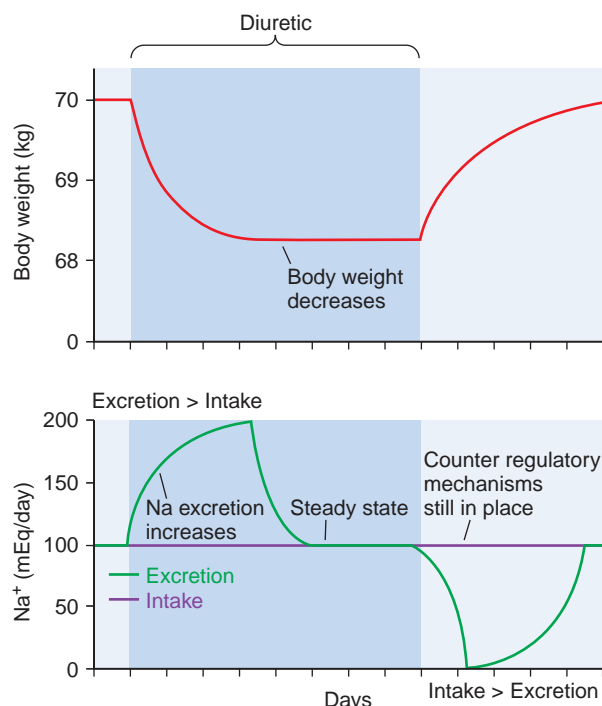 Diuretic
Body weight (kg)
70
69
68
0
Body weight
decreases
Excretion > Intake
Na+ (mEq/day)
200
150
100
50
0
Na excretion
increases
Steady state
Counter regulatory
mechanisms
still in place
Excretion
Intake
Days
Intake > Excretion